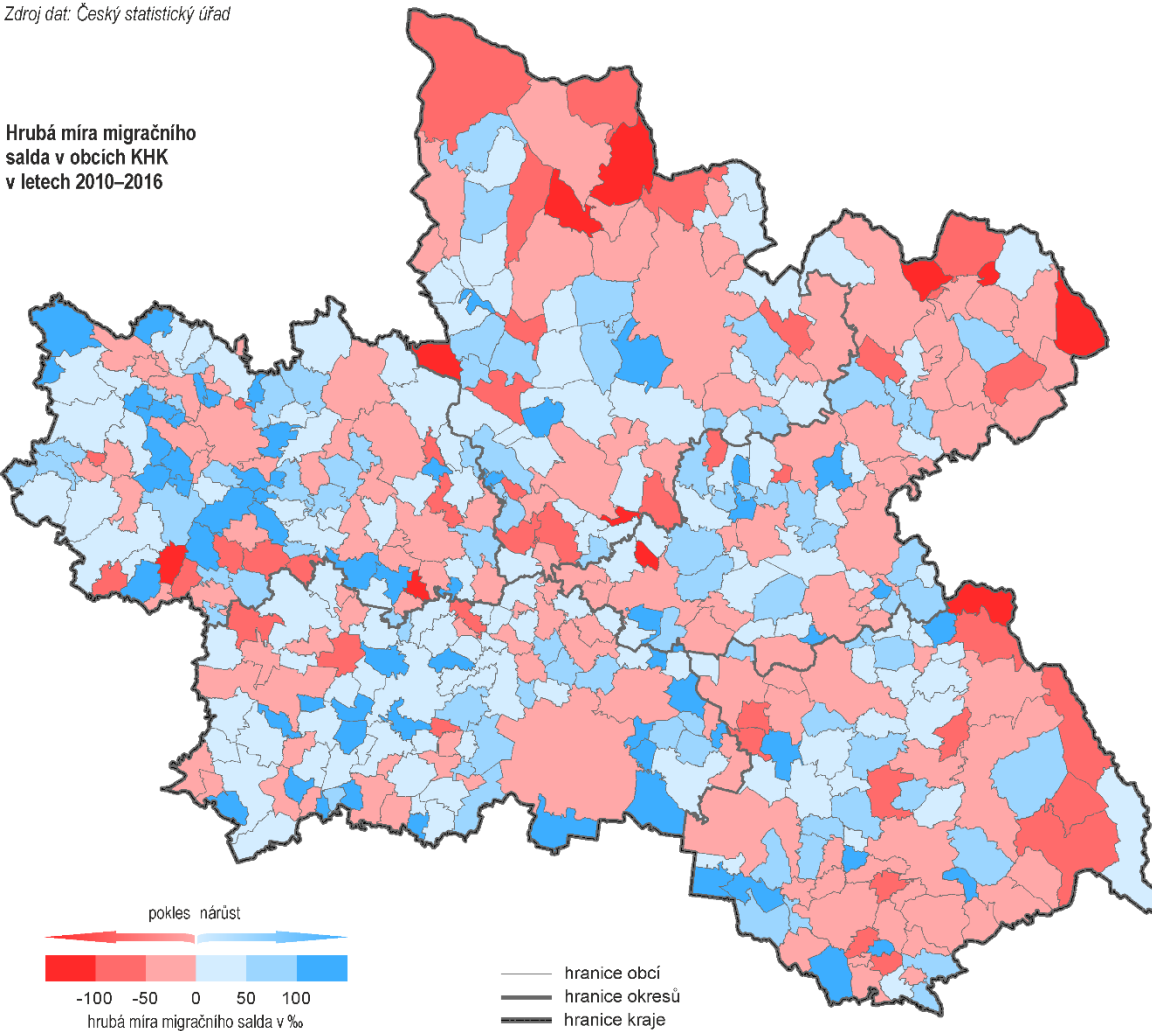 Zdroj dat: Český statistický úřad
Hrubá míra migračního
salda v obcích KHK
v letech 2010–2016
pokles nárůst
-100 -50 0 50 100
hrubá míra migračního salda v ‰
hranice obcí
hranice okresů
hranice kraje